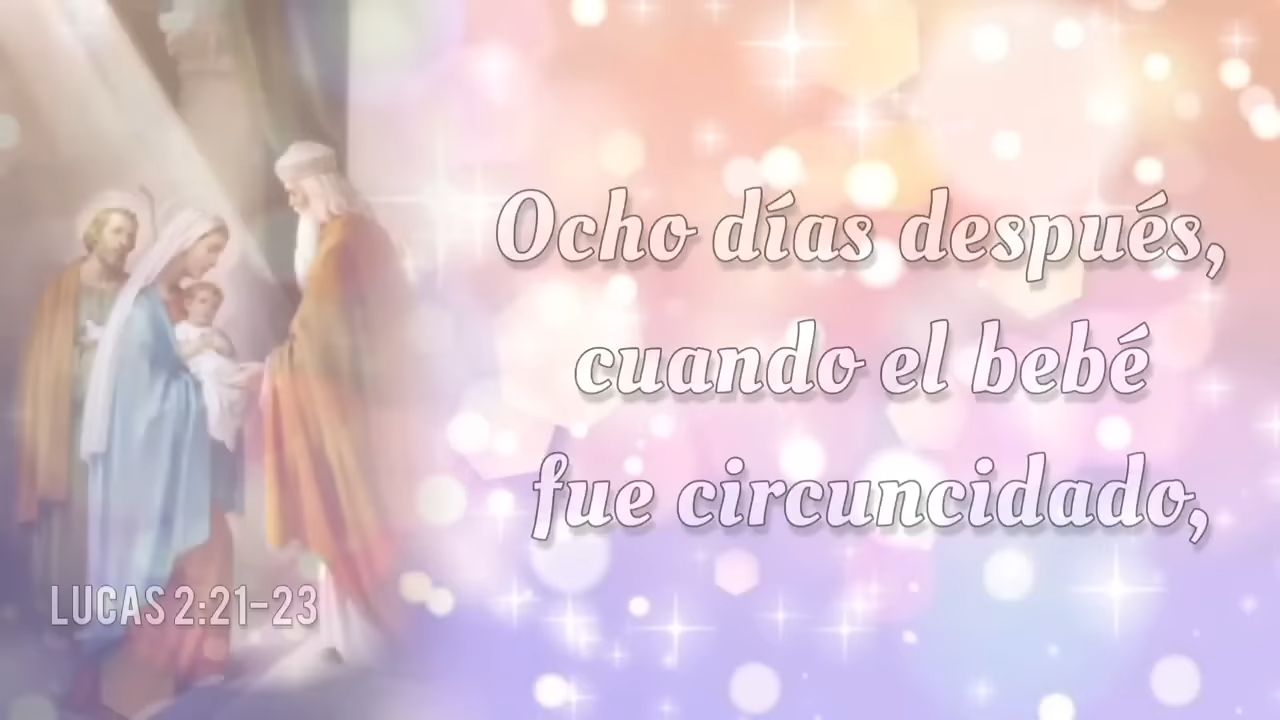 Ocho días después,
cuando el bebé
fue circuncidado,
LUCAS 2:21-23